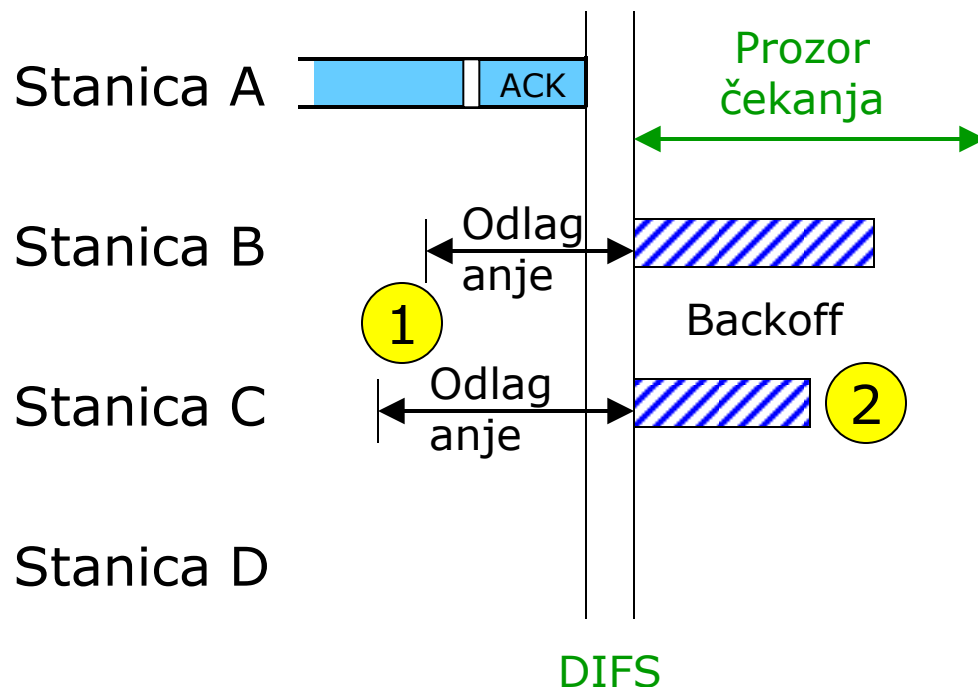 Prozor
čekanja
Stanica A
ACK
Stanica B
Odlag
anje
1
Backoff
Stanica C
Odlag
anje
2
Stanica D
DIFS